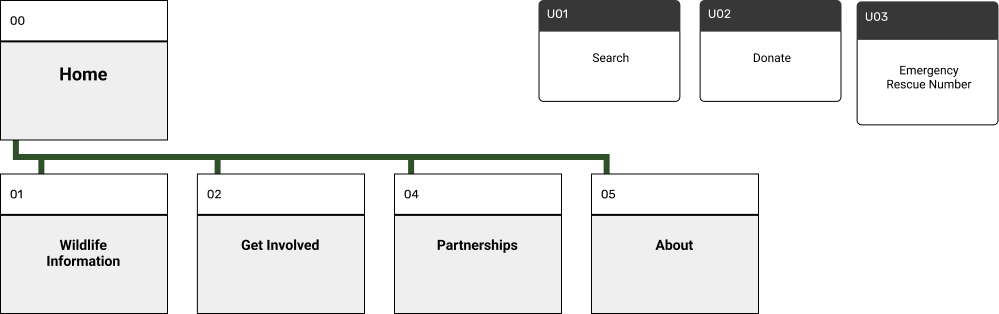 00
Home
U01
Search
U02
Donate
U03
Emergency
Rescue Number
01
Wildlife
Information
02
Get Involved
04
Partnerships
05
About